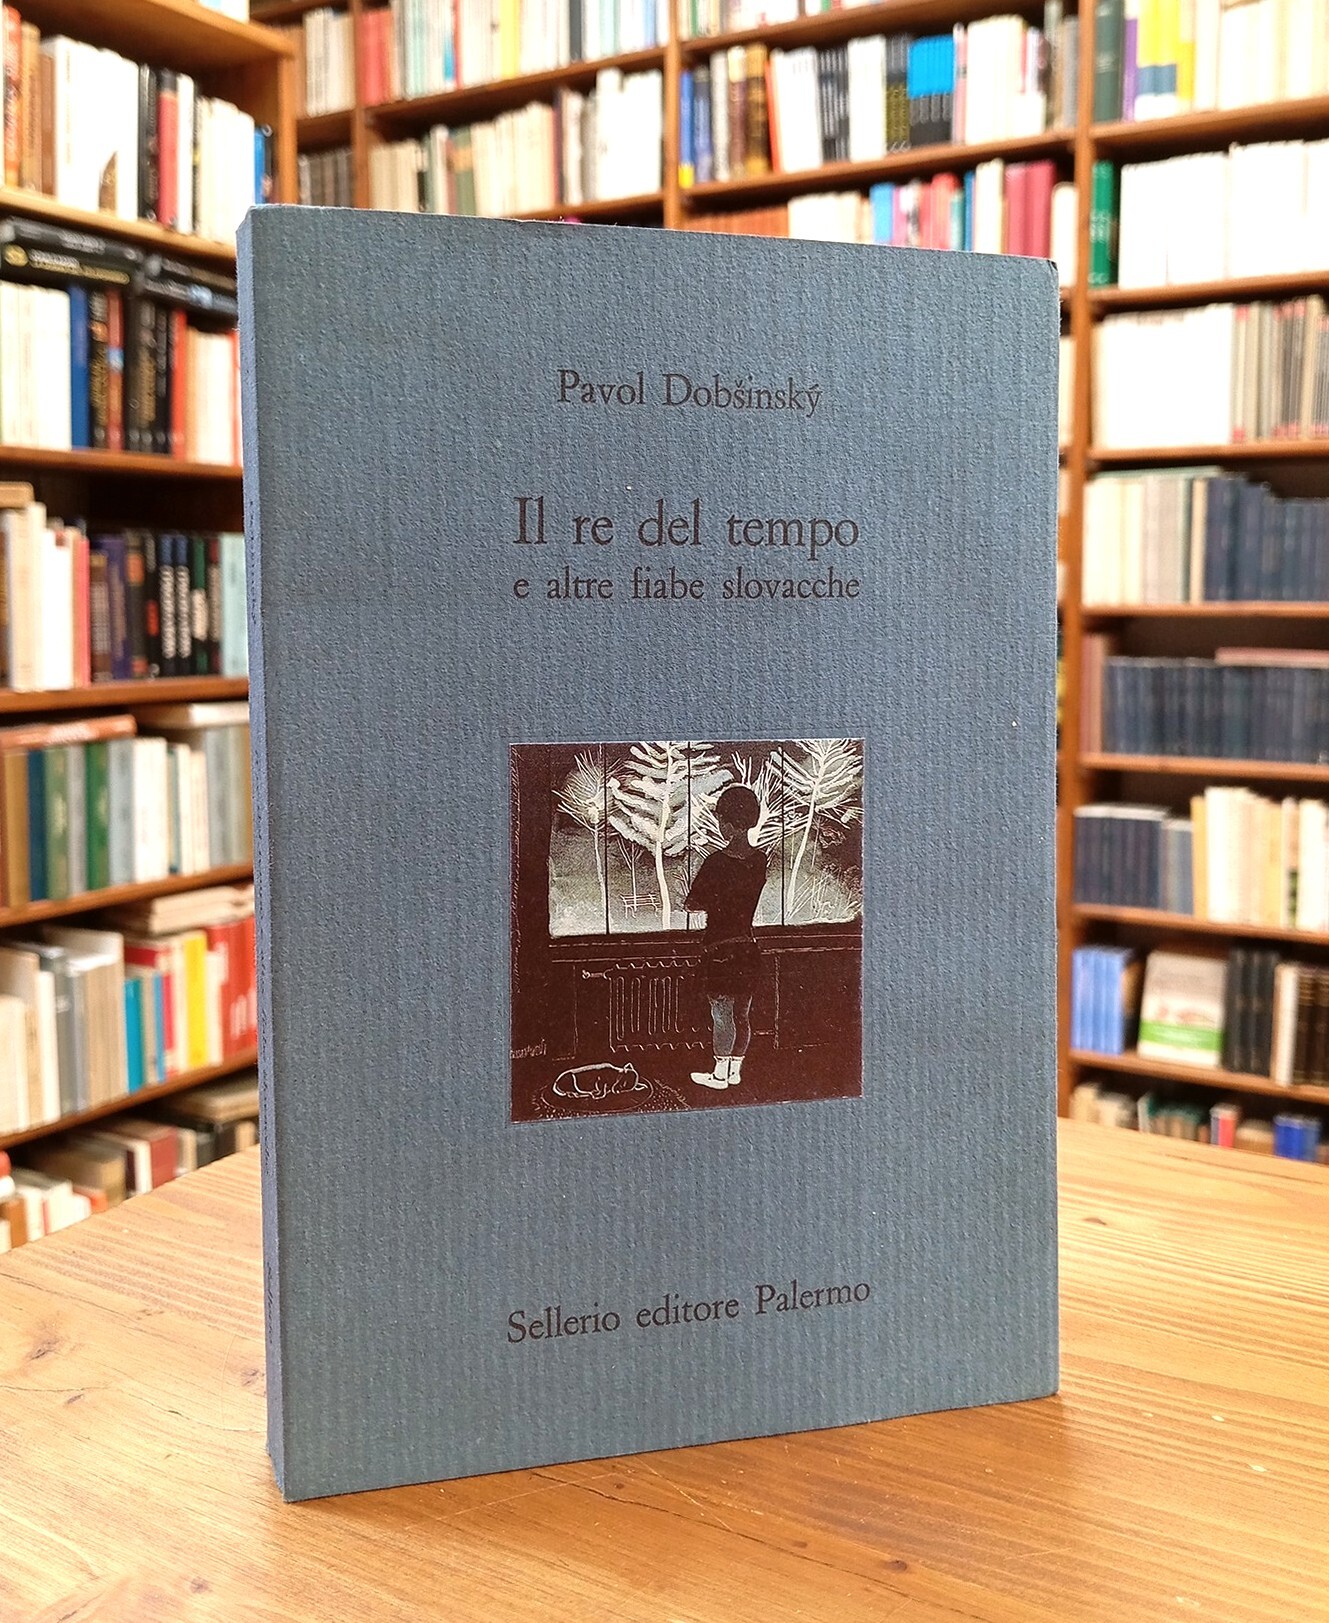 Pavol Dobšinský
Il re del tempo
e altre fiabe slovacche
Sellerio editore Palermo